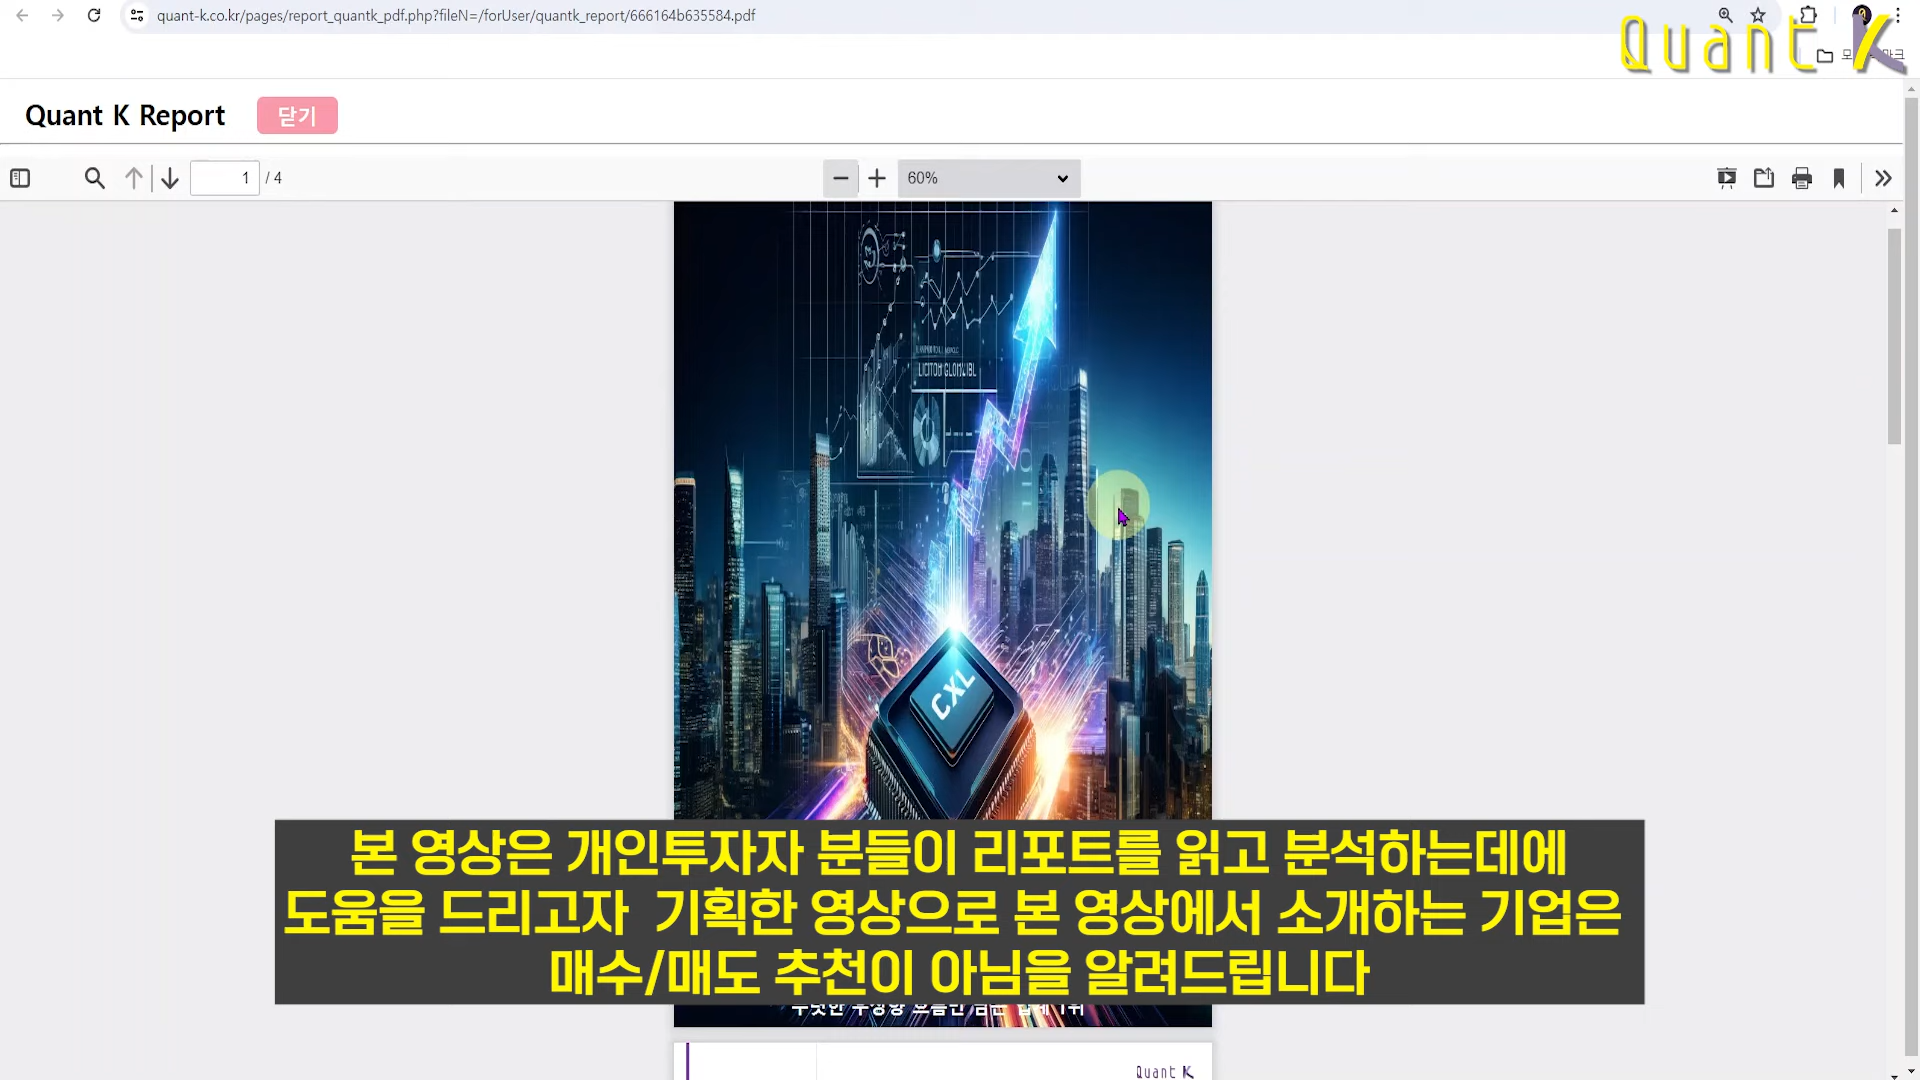 quant-k.co.kr/pages/report_quantk_pdf.php?fileN=/forUser/quantk_report/666164b635584.pdf
Quant K
Quant K Report
닫기
1 / 4
60%
CXL
본 영상은 개인투자자 분들이 리포트를 읽고 분석하는데에
도움을 드리고자 기획한 영상으로 본 영상에서 소개하는 기업은
매수/매도 추천이 아님을 알려드립니다
Quant K